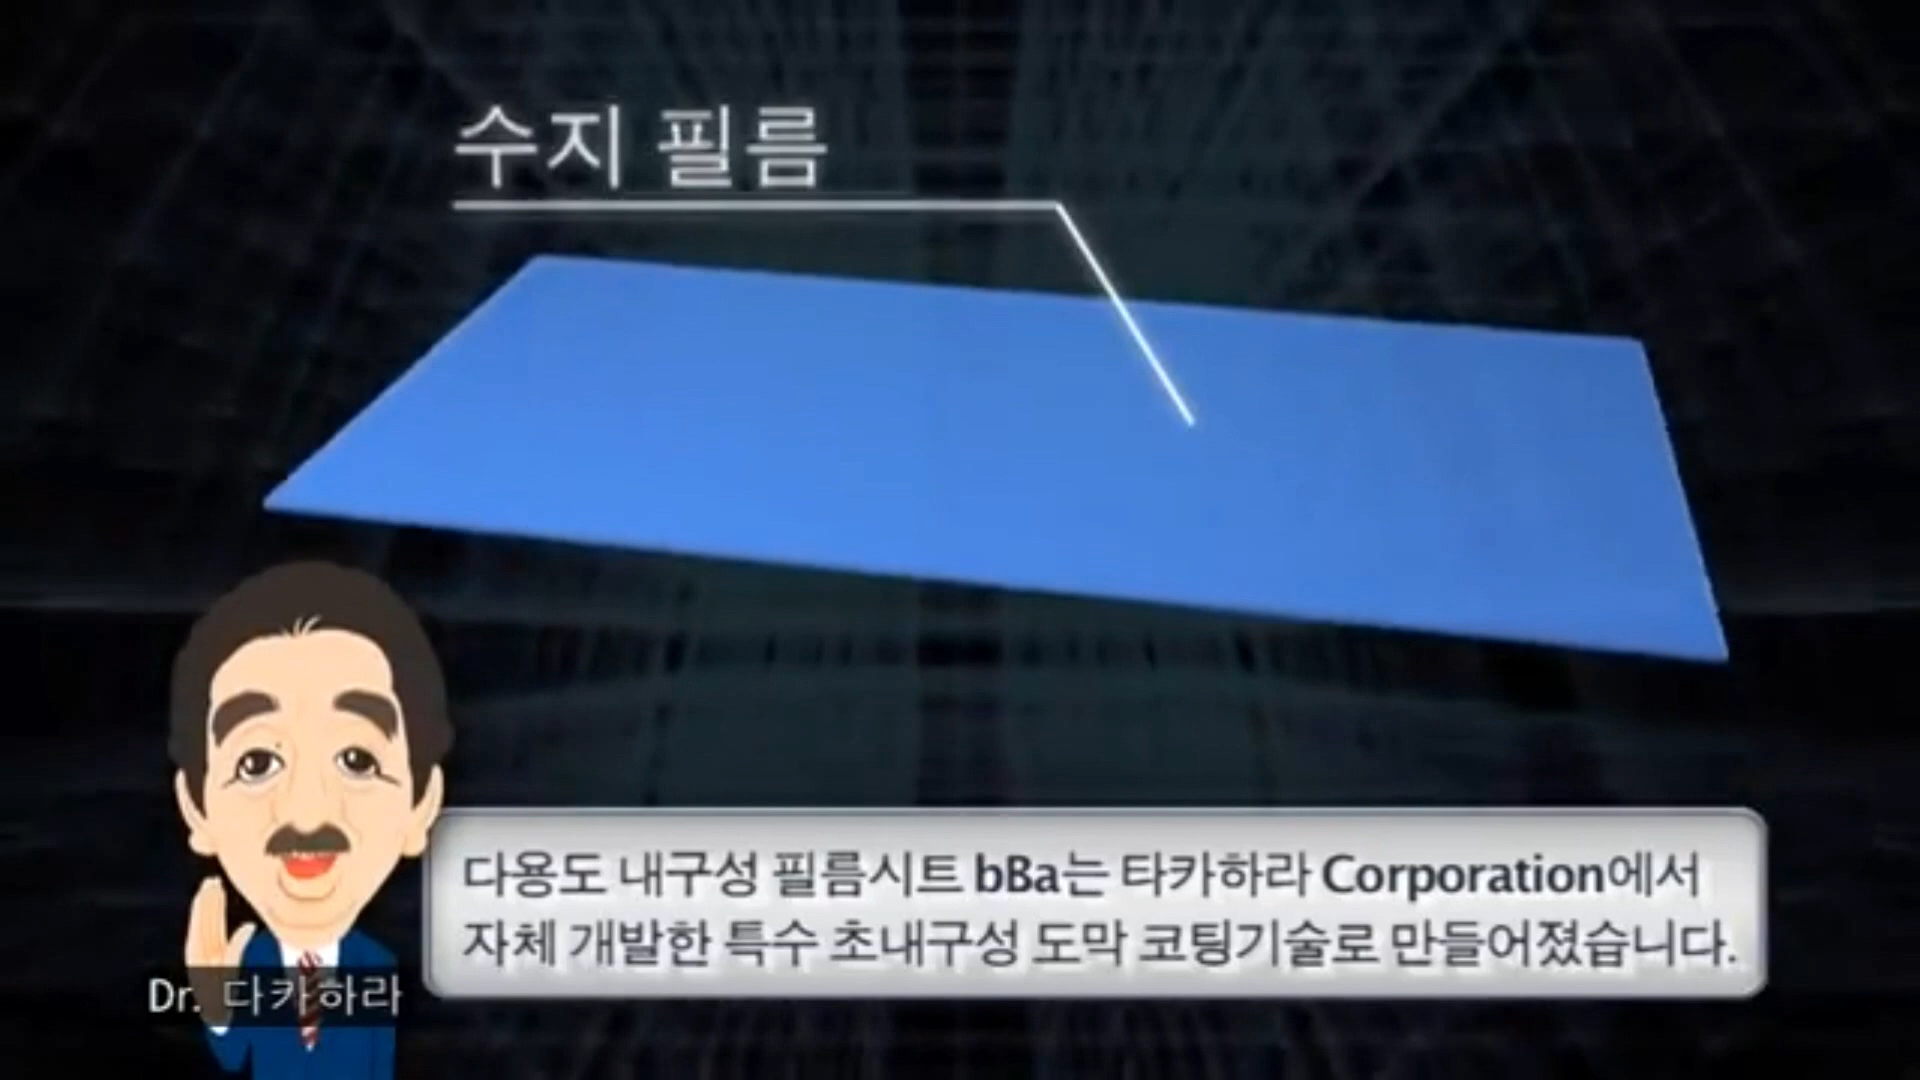 수지 필름
다용도 내구성 필름시트 bBa는 타카하라 Corporation에서
자체 개발한 특수 초내구성 도막 코팅기술로 만들어졌습니다.
Dr. 다카하라